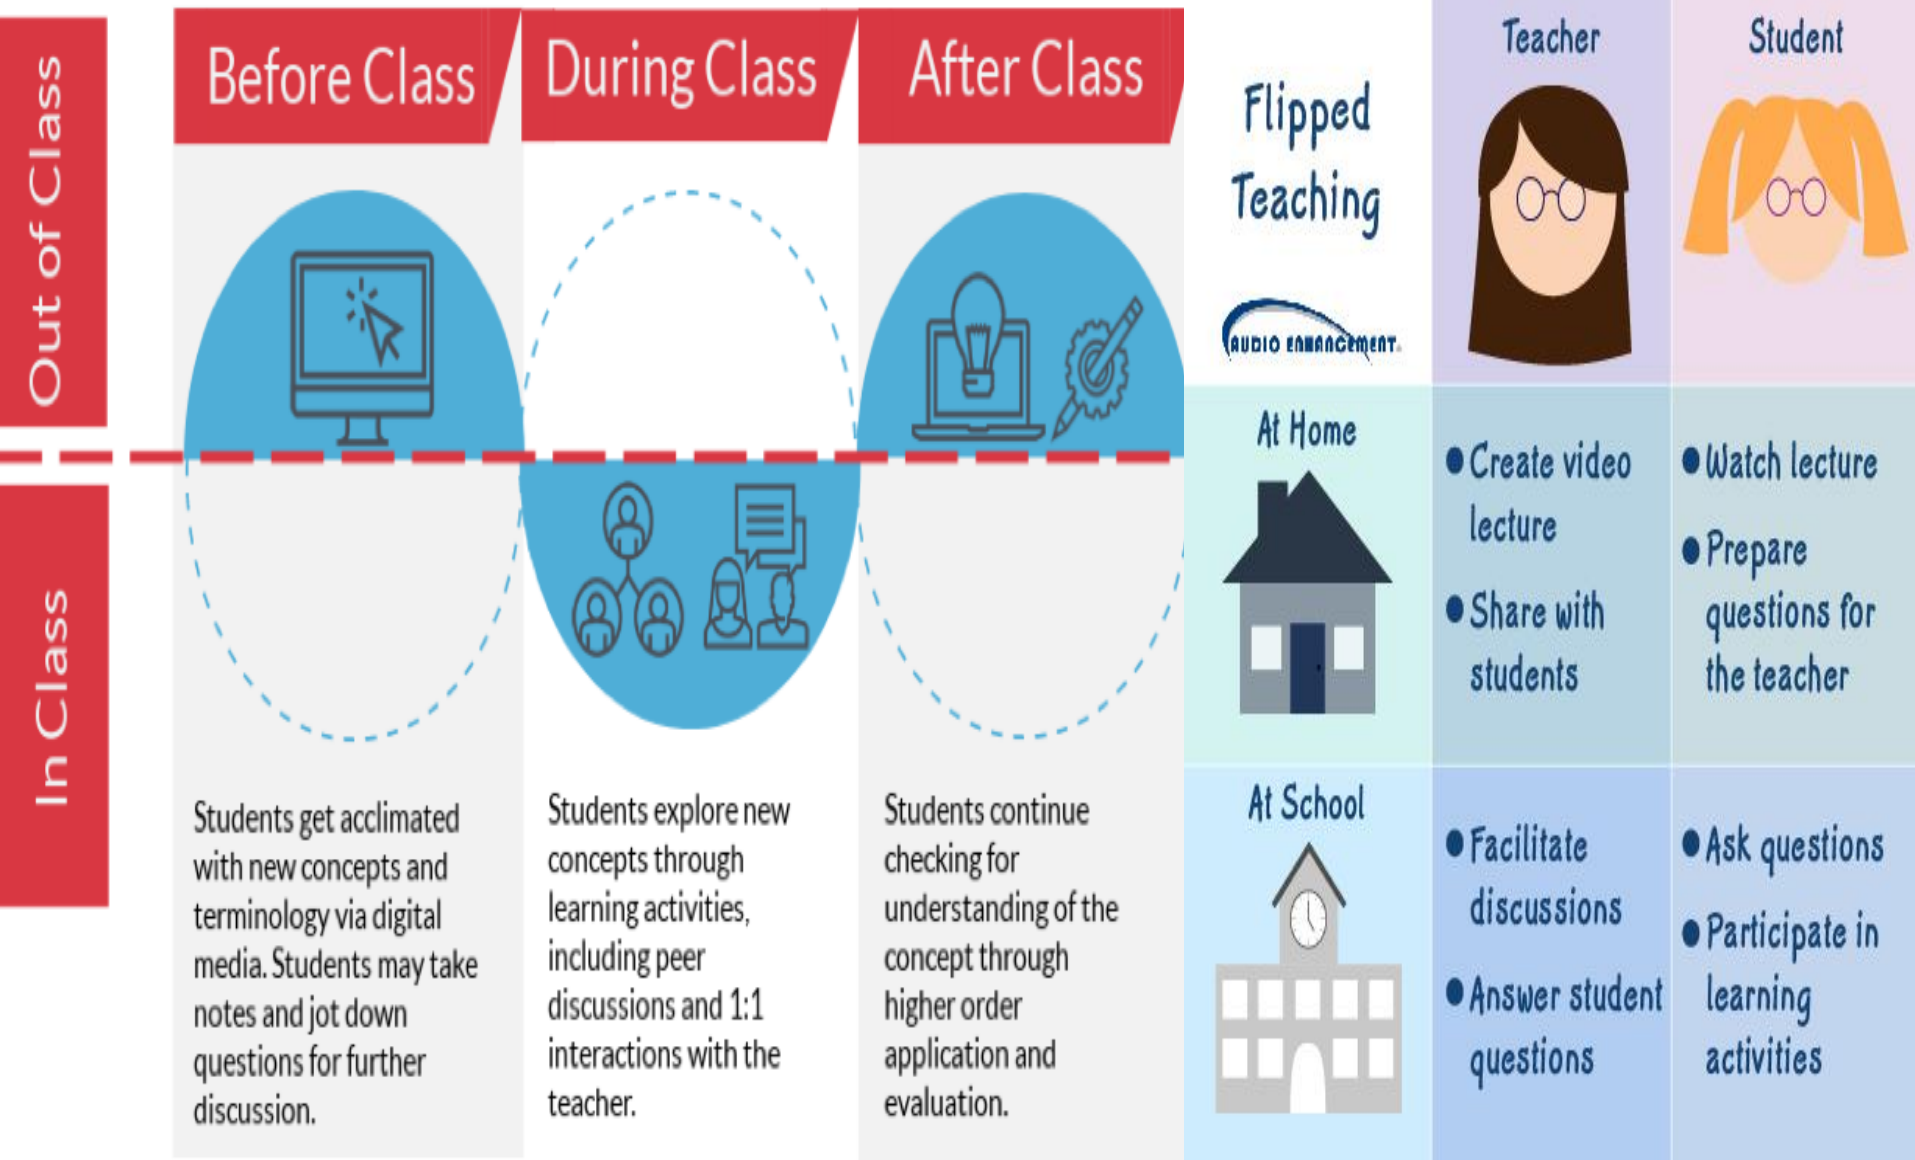 Out of Class
In Class
Before Class
Students get acclimated
with new concepts and
terminology via digital
media. Students may take
notes and jot down
questions for further
discussion.
During Class
Students explore new
concepts through
learning activities,
including peer
discussions and 1:1
interactions with the
teacher.
After Class
Students continue
checking for
understanding of the
concept through
higher order
application and
evaluation.
Flipped
Teaching
AUDIO ENHANCEMENT
Teacher
Student
At Home
Create video
lecture
Share with
students
Watch lecture
Prepare
questions for
the teacher
At School
Facilitate
discussions
Answer student
questions
Ask questions
Participate in
learning
activities